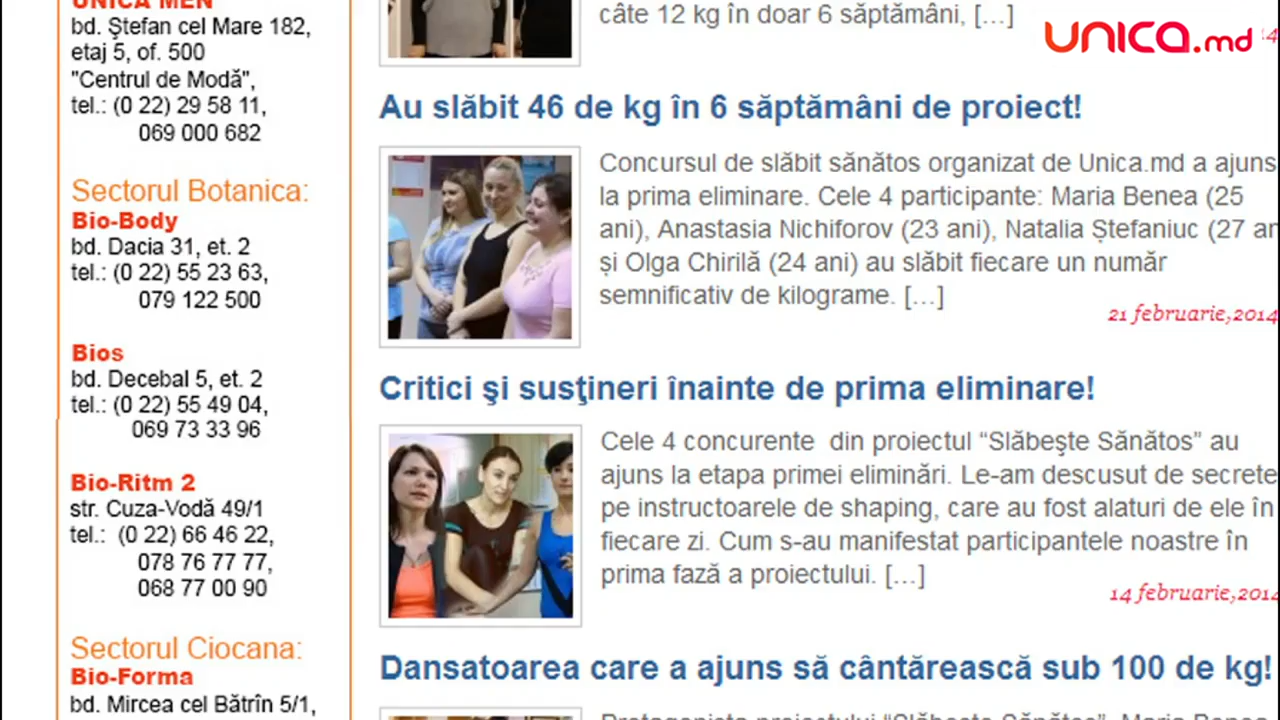 UNICA MEN
bd. Ştefan cel Mare 182,
etaj 5, of. 500
"Centrul de Modă",
tel.: (0 22) 29 58 11,
069 000 682
Sectorul Botanica:
Bio-Body
bd. Dacia 31, et. 2
tel.: (0 22) 55 23 63,
079 122 500
Bios
bd. Decebal 5, et. 2
tel.: (0 22) 55 49 04,
069 73 33 96
Bio-Ritm 2
str. Cuza-Vodă 49/1
tel.: (0 22) 66 46 22,
078 76 77 77,
068 77 00 90
Sectorul Ciocana:
Bio-Forma
bd. Mircea cel Bătrîn 5/1,
câte 12 kg în doar 6 săptămâni, […]
unica.md
Au slăbit 46 de kg în 6 săptămâni de proiect!
Concursul de slăbit sănătos organizat de Unica.md a ajuns
la prima eliminare. Cele 4 participante: Maria Benea (25
ani), Anastasia Nichiforov (23 ani), Natalia Ștefaniuc (27
și Olga Chirilă (24 ani) au slăbit fiecare un număr
semnificativ de kilograme. […]
21 februarie,2014
Critici şi susţineri înainte de prima eliminare!
Cele 4 concurente din proiectul “Slăbeşte Sănătos” au
ajuns la etapa primei eliminări. Le-am descusut de secrete
pe instructoarele de shaping, care au fost alaturi de ele în
fiecare zi. Cum s-au manifestat participantele noastre în
prima fază a proiectului. […]
14 februarie,2014
Dansatoarea care a ajuns să cântărească sub 100 de kg!
Protagonista proiectului “Slăbeşte Sănătos”, Maria Benea